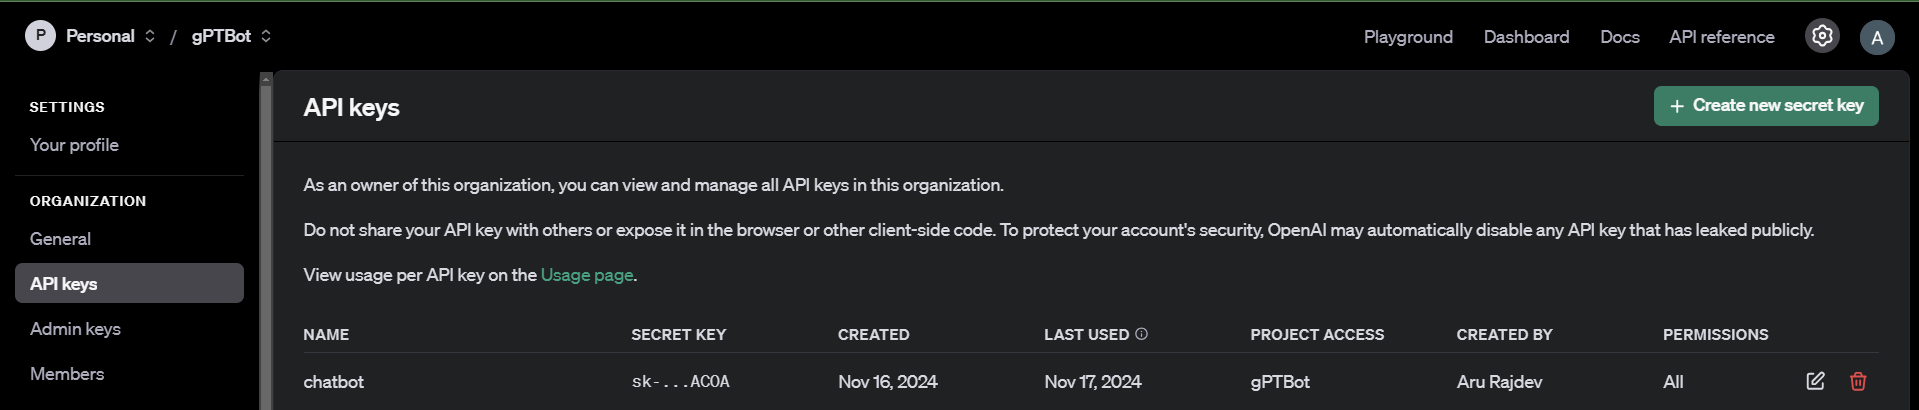 P Personal / gPTBot Playground Dashboard Docs API reference A
SETTINGS
Your profile
ORGANIZATION
General
API keys
Admin keys
Members
API keys
+ Create new secret key
As an owner of this organization, you can view and manage all API keys in this organization.
Do not share your API key with others or expose it in the browser or other client-side code. To protect your account's security, OpenAI may automatically disable any API key that has leaked publicly.
View usage per API key on the Usage page.
NAME SECRET KEY CREATED LAST USED PROJECT ACCESS CREATED BY PERMISSIONS
chatbot sk-...ACOA Nov 16, 2024 Nov 17, 2024 gPTBot Aru Rajdev All